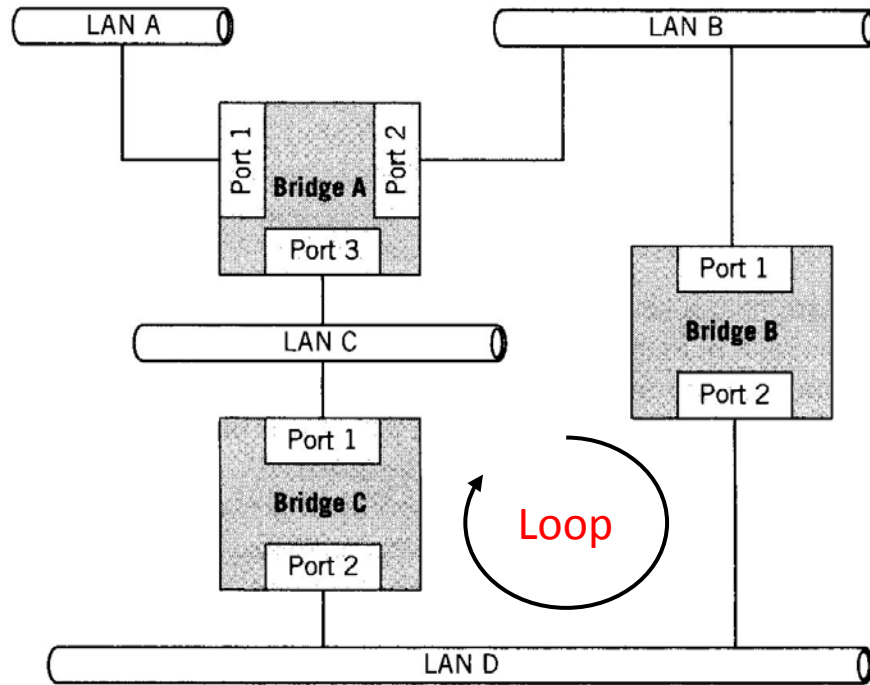 LAN A
LAN B
Port 1
Port 2
Bridge A
Port 3
Port 1
LAN C
Bridge B
Port 2
Port 1
Bridge C
Loop
Port 2
LAN D